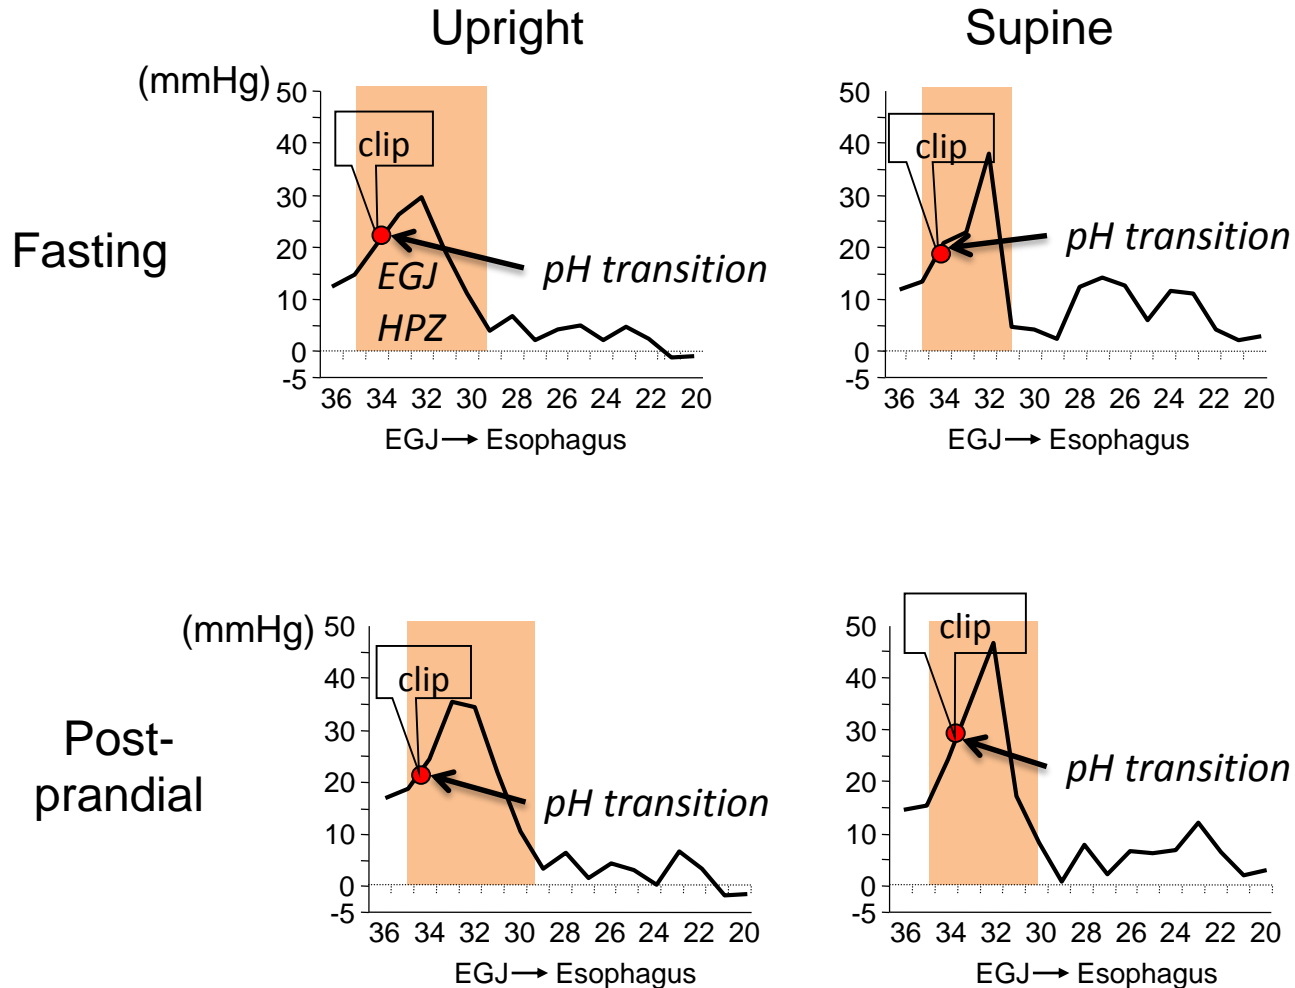 Upright
Supine
(mmHg)
50
40
30
20
10
0
-5
clip
EGJ
HPZ
pH transition
36 34 32 30 28 26 24 22 20
EGJ → Esophagus
50
40
30
20
10
0
-5
clip
pH transition
36 34 32 30 28 26 24 22 20
EGJ → Esophagus
Fasting
(mmHg)
50
40
30
20
10
0
-5
clip
pH transition
36 34 32 30 28 26 24 22 20
EGJ → Esophagus
50
40
30
20
10
0
-5
clip
pH transition
36 34 32 30 28 26 24 22 20
EGJ → Esophagus
Post-
prandial